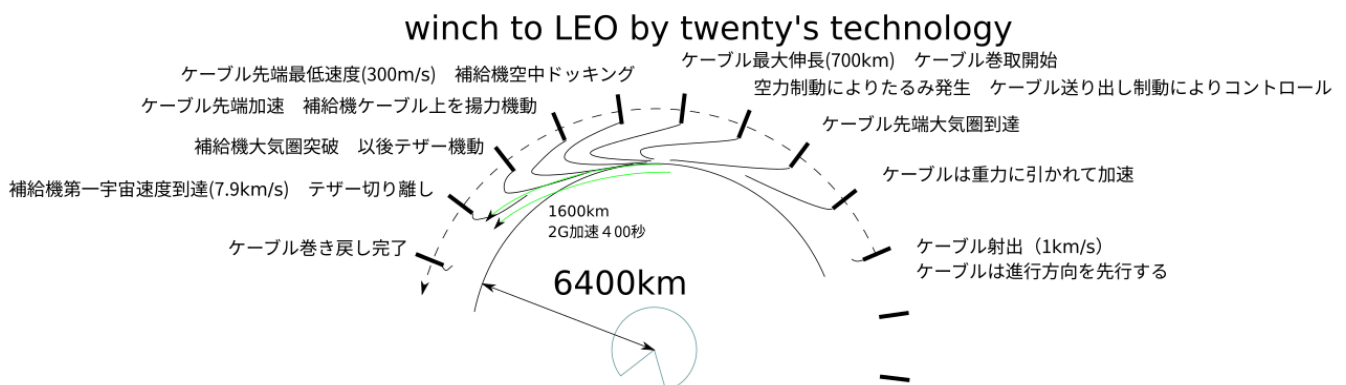 winch to LEO by twenty's technology
ケーブル最大伸長(700km)　ケーブル巻取開始
ケーブル先端最低速度(300m/s)　補給機空中ドッキング
空力制動によりたるみ発生　ケーブル送り出し制動によりコントロール
ケーブル先端加速　補給機ケーブル上を揚力機動
ケーブル先端大気圏到達
補給機大気圏突破　以後テザー機動
ケーブルは重力に引かれて加速
補給機第一宇宙速度到達(7.9km/s)　テザー切り離し
1600km
2G加速４00秒
ケーブル巻き戻し完了
ケーブル射出（1km/s）
ケーブルは進行方向を先行する
6400km